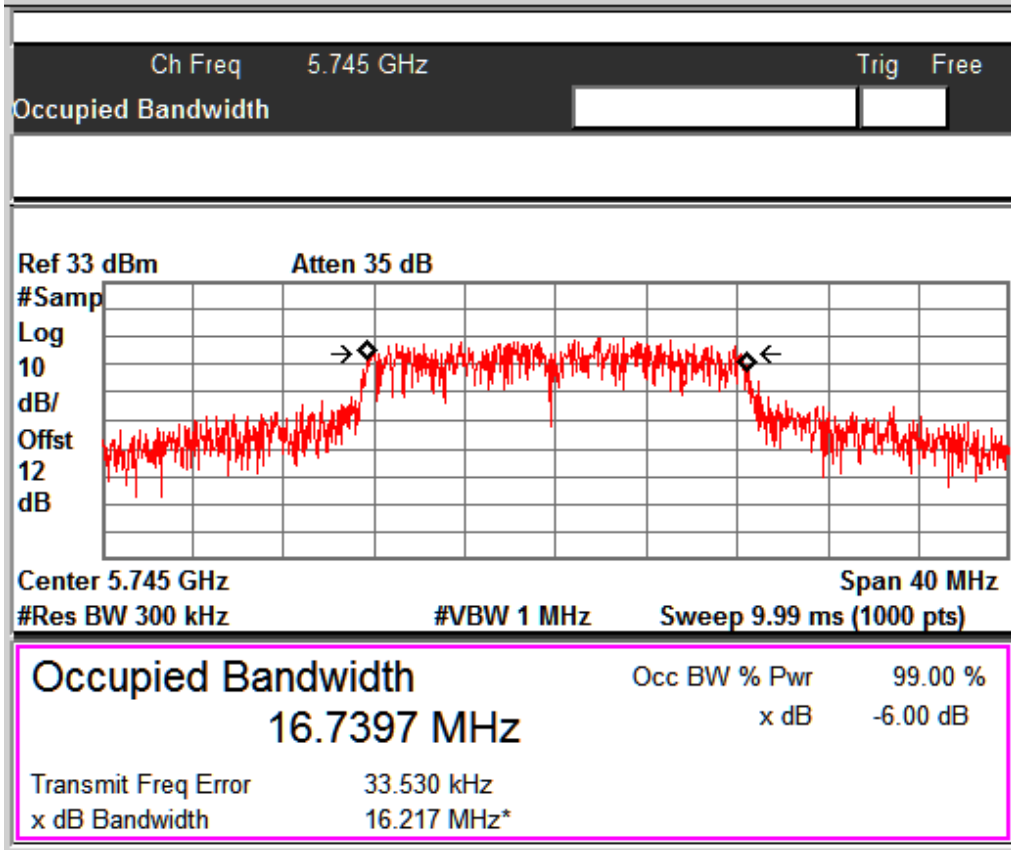 Ch Freq 5.745 GHz Trig Free
Occupied Bandwidth
Ref 33 dBm Atten 35 dB
#Samp
Log
10
dB/
Offst
12
dB
Center 5.745 GHz Span 40 MHz
#Res BW 300 kHz #VBW 1 MHz Sweep 9.99 ms (1000 pts)
Occupied Bandwidth Occ BW % Pwr 99.00 %
16.7397 MHz x dB -6.00 dB
Transmit Freq Error 33.530 kHz
x dB Bandwidth 16.217 MHz*